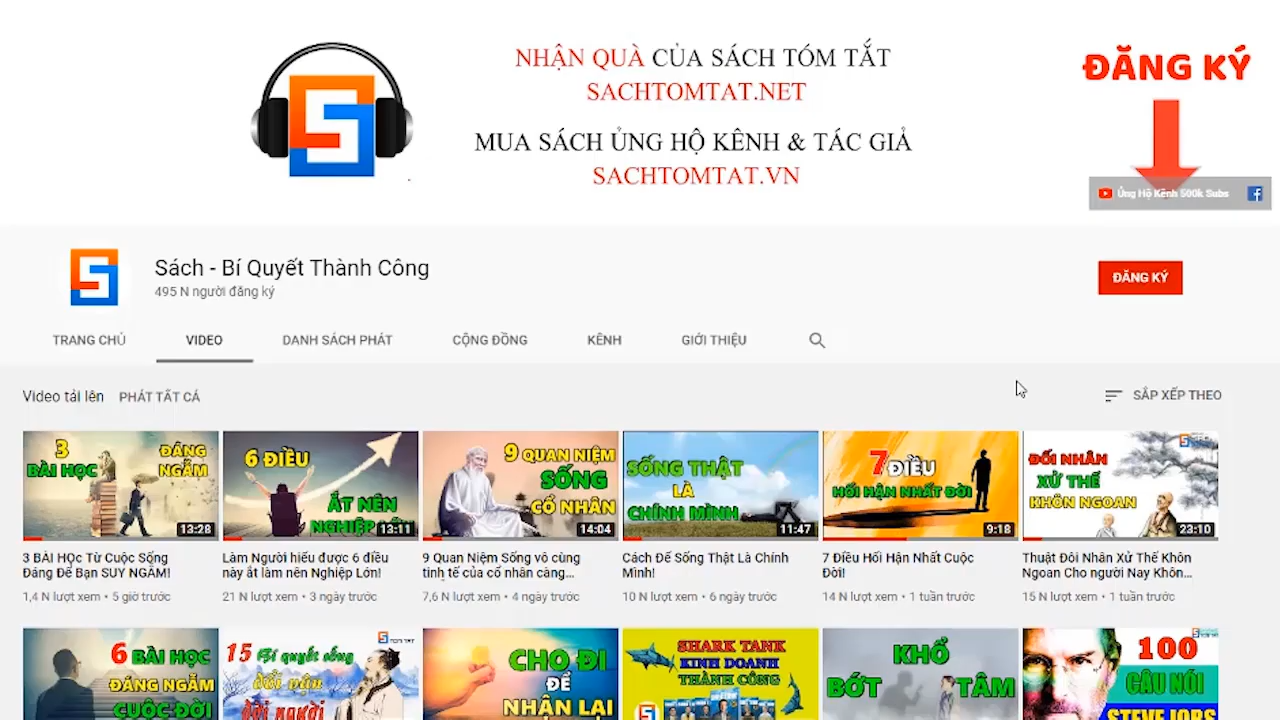 NHẬN QUÀ CỦA SÁCH TÓM TẮT
SACHTOMTAT.NET
MUA SÁCH ỦNG HỘ KÊNH & TÁC GIẢ
SACHTOMTAT.VN
ĐĂNG KÝ
Ủng Hộ Kênh 500k Subs
Sách - Bí Quyết Thành Công
495 N người đăng ký
ĐĂNG KÝ
TRANG CHỦ VIDEO DANH SÁCH PHÁT CỘNG ĐỒNG KÊNH GIỚI THIỆU
Video tải lên PHÁT TẤT CẢ
SẮP XẾP THEO
3 BÀI HỌC ĐÁNG NGẪM
13:28
6 ĐIỀU ẮT NÊN NGHIỆP
13:11
9 QUAN NIỆM SỐNG CỔ NHÂN
14:04
SỐNG THẬT LÀ CHÍNH MÌNH
11:47
7 ĐIỀU HỐI HẬN NHẤT ĐỜI
9:18
ĐỐI NHÂN XỬ THẾ KHÔN NGOAN
23:10
3 BÀI HỌc Từ Cuộc Sống
Đáng Để Bạn SUY NGẪM!
1,4 N lượt xem • 5 giờ trước
Làm Người hiểu được 6 điều
này ắt làm nên Nghiệp Lớn!
21 N lượt xem • 3 ngày trước
9 Quan Niệm Sống vô cùng
tinh tế của cổ nhân càng...
7,6 N lượt xem • 4 ngày trước
Cách Để Sống Thật Là Chính
Mình!
10 N lượt xem • 6 ngày trước
7 Điều Hối Hận Nhất Cuộc
Đời!
14 N lượt xem • 1 tuần trước
Thuật Đối Nhân Xử Thế Khôn
Ngoan Cho người Nay Khôn...
15 N lượt xem • 1 tuần trước
6 BÀI HỌC
ĐÁNG NGẪM
CUỘC ĐỜI
15 Bí quyết sống
đối vận
đời người
CHO ĐI
ĐỂ
NHẬN LẠI
SHARK TANK
KINH DOANH
THÀNH CÔNG
KHỔ
BỚT TÂM
100
CÂU NÓI
STEVE JOBS